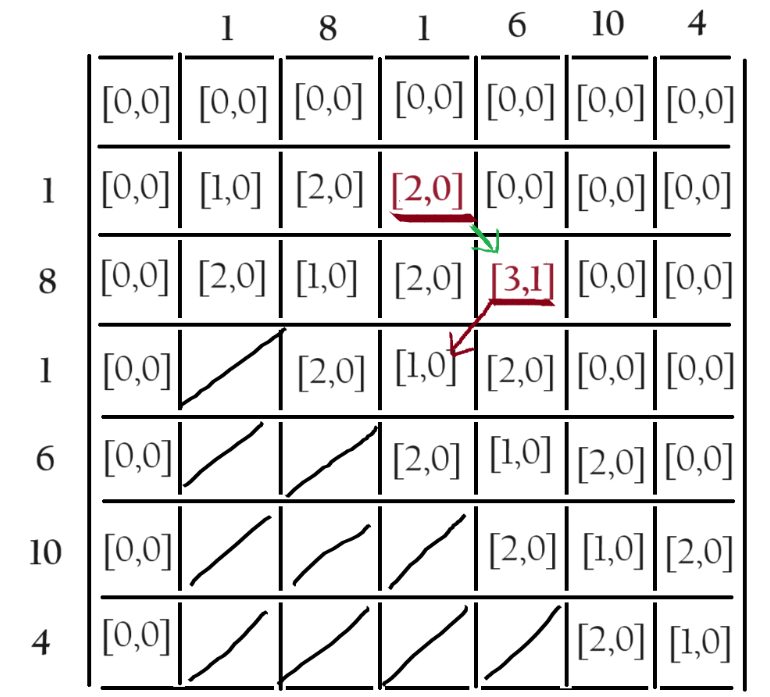 1 8 1 6 10 4
[0,0] [0,0] [0,0] [0,0] [0,0] [0,0] [0,0]
1 [0,0] [1,0] [2,0] [2,0] [0,0] [0,0] [0,0]
8 [0,0] [2,0] [1,0] [2,0] [3,1] [0,0] [0,0]
1 [0,0] [2,0] [1,0] [2,0] [0,0] [0,0]
6 [0,0] [2,0] [1,0] [2,0] [0,0]
10 [0,0] [2,0] [1,0] [2,0]
4 [0,0] [2,0] [1,0]